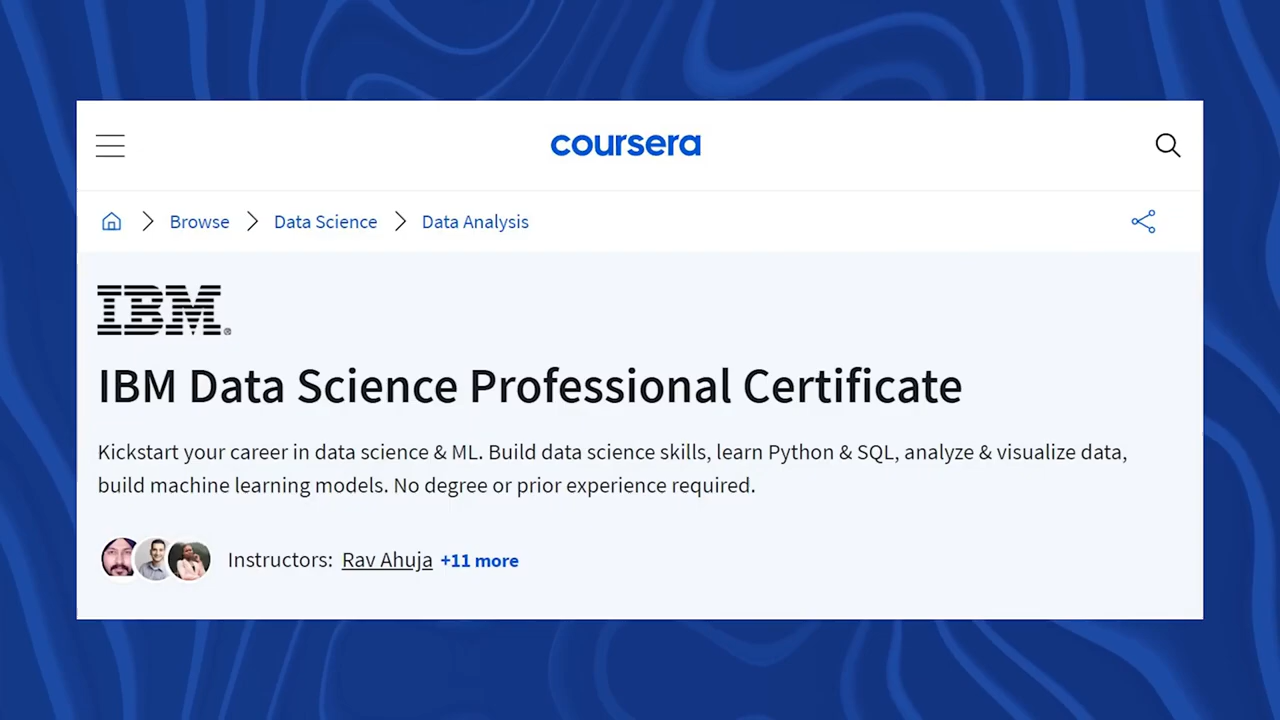 coursera
Browse > Data Science > Data Analysis
IBM®
IBM Data Science Professional Certificate
Kickstart your career in data science & ML. Build data science skills, learn Python & SQL, analyze & visualize data,
build machine learning models. No degree or prior experience required.
Instructors: Rav Ahuja +11 more